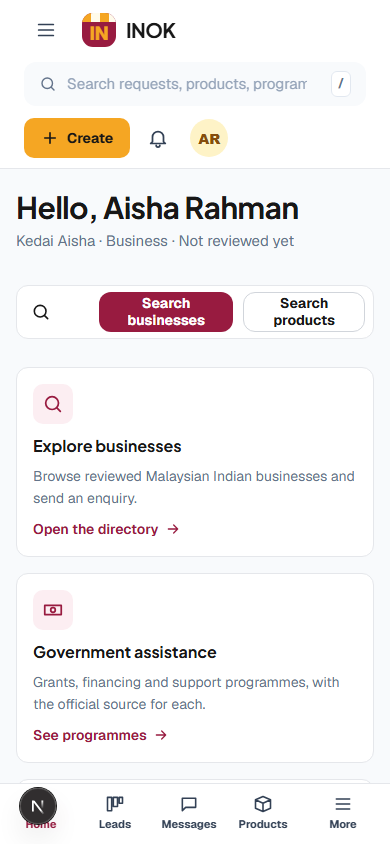 IN INOK
Search requests, products, program
/
+ Create
AR
Hello, Aisha Rahman
Kedai Aisha · Business · Not reviewed yet
Search
businesses
Search
products
Explore businesses
Browse reviewed Malaysian Indian businesses and
send an enquiry.
Open the directory →
Government assistance
Grants, financing and support programmes, with
the official source for each.
See programmes →
N
Home
Leads
Messages
Products
More